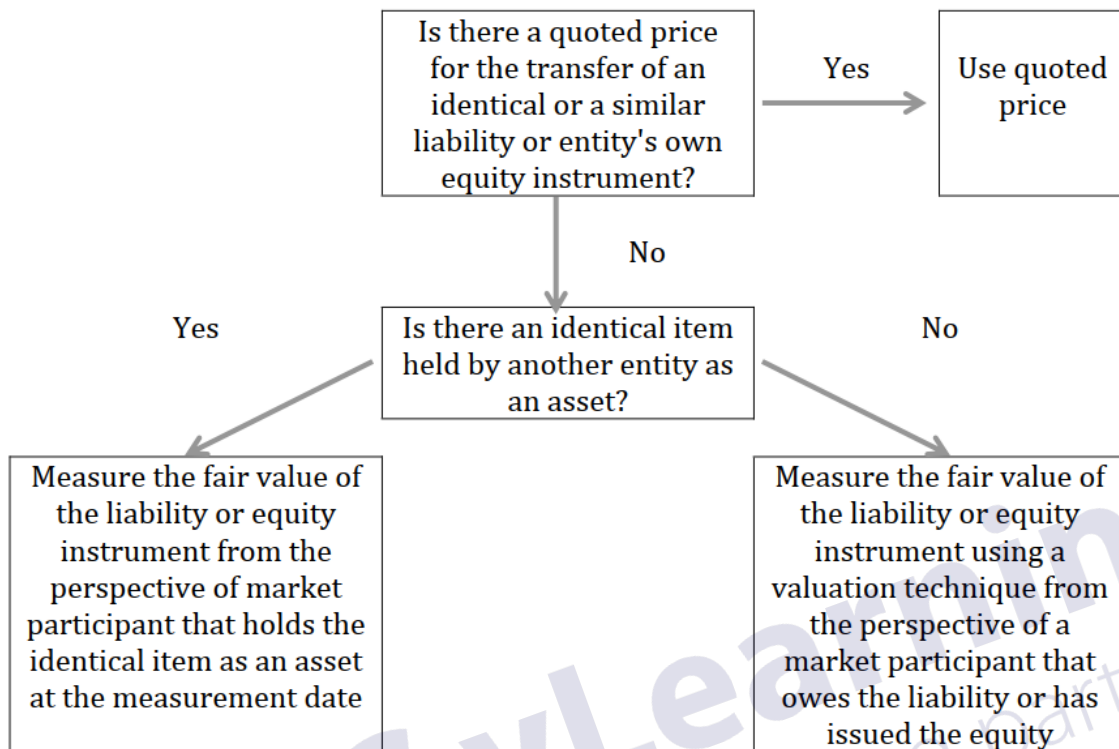 Is there a quoted price
for the transfer of an
identical or a similar
liability or entity's own
equity instrument?
Yes
Use quoted
price
No
Yes
Is there an identical item
held by another entity as
an asset?
No
Measure the fair value of
the liability or equity
instrument from the
perspective of market
participant that holds the
identical item as an asset
at the measurement date
Measure the fair value of
the liability or equity
instrument using a
valuation technique from
the perspective of a
market participant that
owes the liability or has
issued the equity